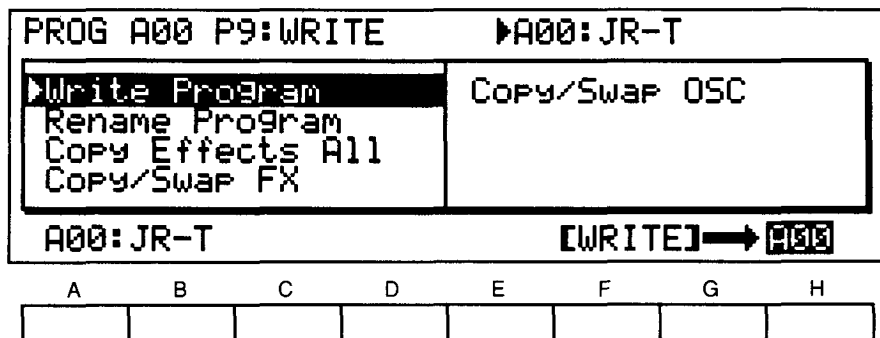 PROG A00 P9:WRITE ▶A00:JR-T
▶Write Program
Rename Program
Copy Effects All
Copy/Swap FX
Copy/Swap OSC
A00:JR-T [WRITE]→A00
A B C D E F G H